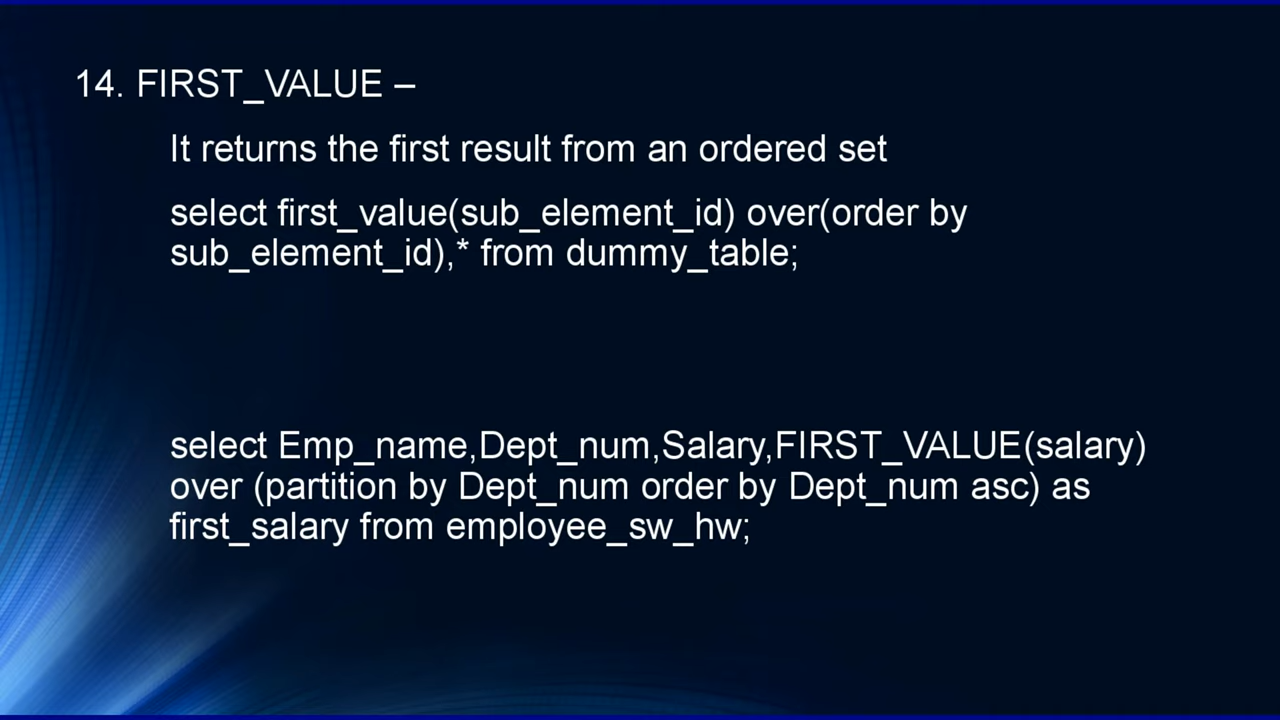 14. FIRST_VALUE –
It returns the first result from an ordered set
select first_value(sub_element_id) over(order by
sub_element_id),* from dummy_table;
select Emp_name,Dept_num,Salary,FIRST_VALUE(salary)
over (partition by Dept_num order by Dept_num asc) as
first_salary from employee_sw_hw;